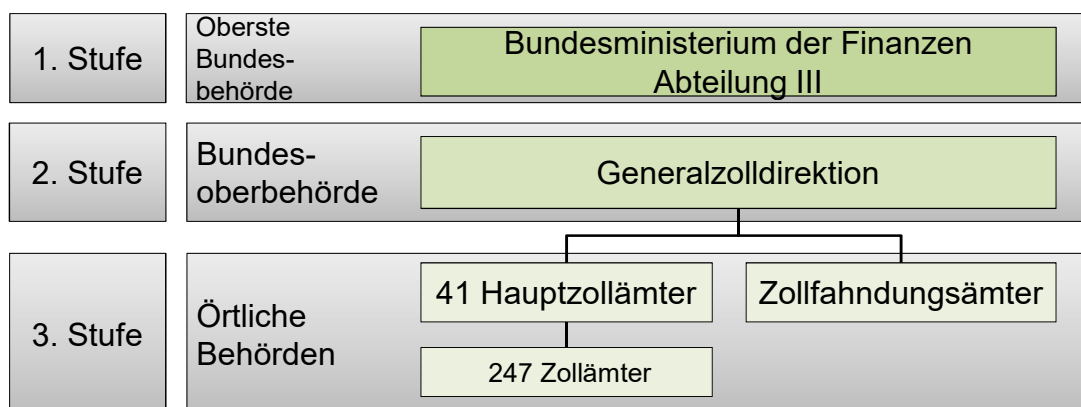 1. Stufe
Oberste
Bundes-
behörde
Bundesministerium der Finanzen
Abteilung III
2. Stufe
Bundes-
oberbehörde
Generalzolldirektion
3. Stufe
Örtliche
Behörden
41 Hauptzollämter
Zollfahndungsämter
247 Zollämter